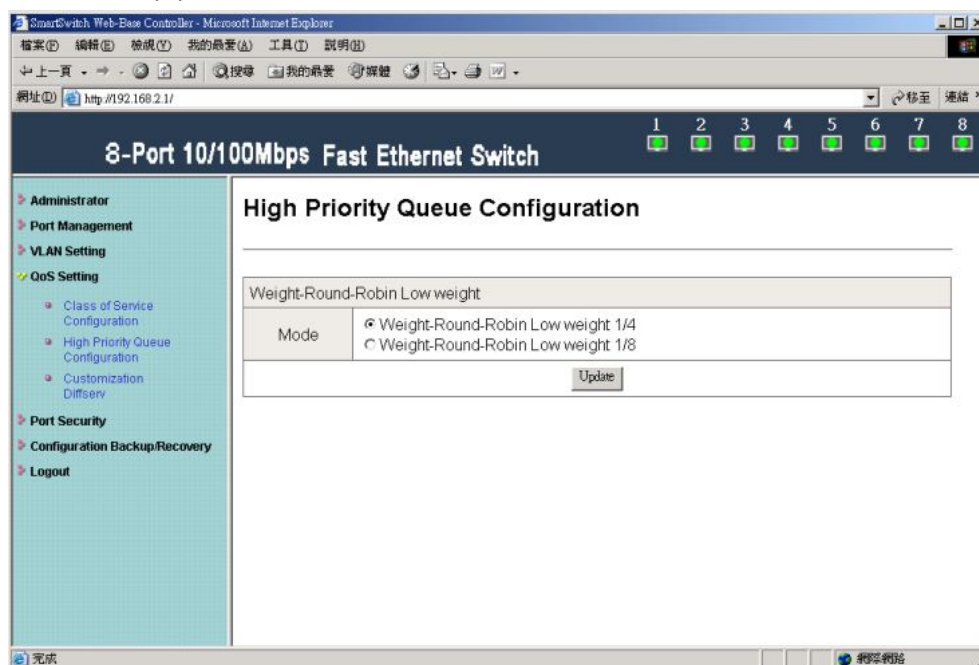 SmartSwitch Web-Base Controller - Microsoft Internet Explorer
檔案(F) 編輯(E) 檢視(V) 我的最愛(A) 工具(T) 說明(H)
上一頁 搜尋 我的最愛 媒體
網址(D) http://192.168.2.1/ 移至 連結
1 2 3 4 5 6 7 8
8-Port 10/100Mbps Fast Ethernet Switch
Administrator
Port Management
VLAN Setting
QoS Setting
Class of Service
Configuration
High Priority Queue
Configuration
Customization
Diffserv
Port Security
Configuration Backup/Recovery
Logout
High Priority Queue Configuration
Weight-Round-Robin Low weight
Mode
Weight-Round-Robin Low weight 1/4
Weight-Round-Robin Low weight 1/8
Update
完成 網際網路